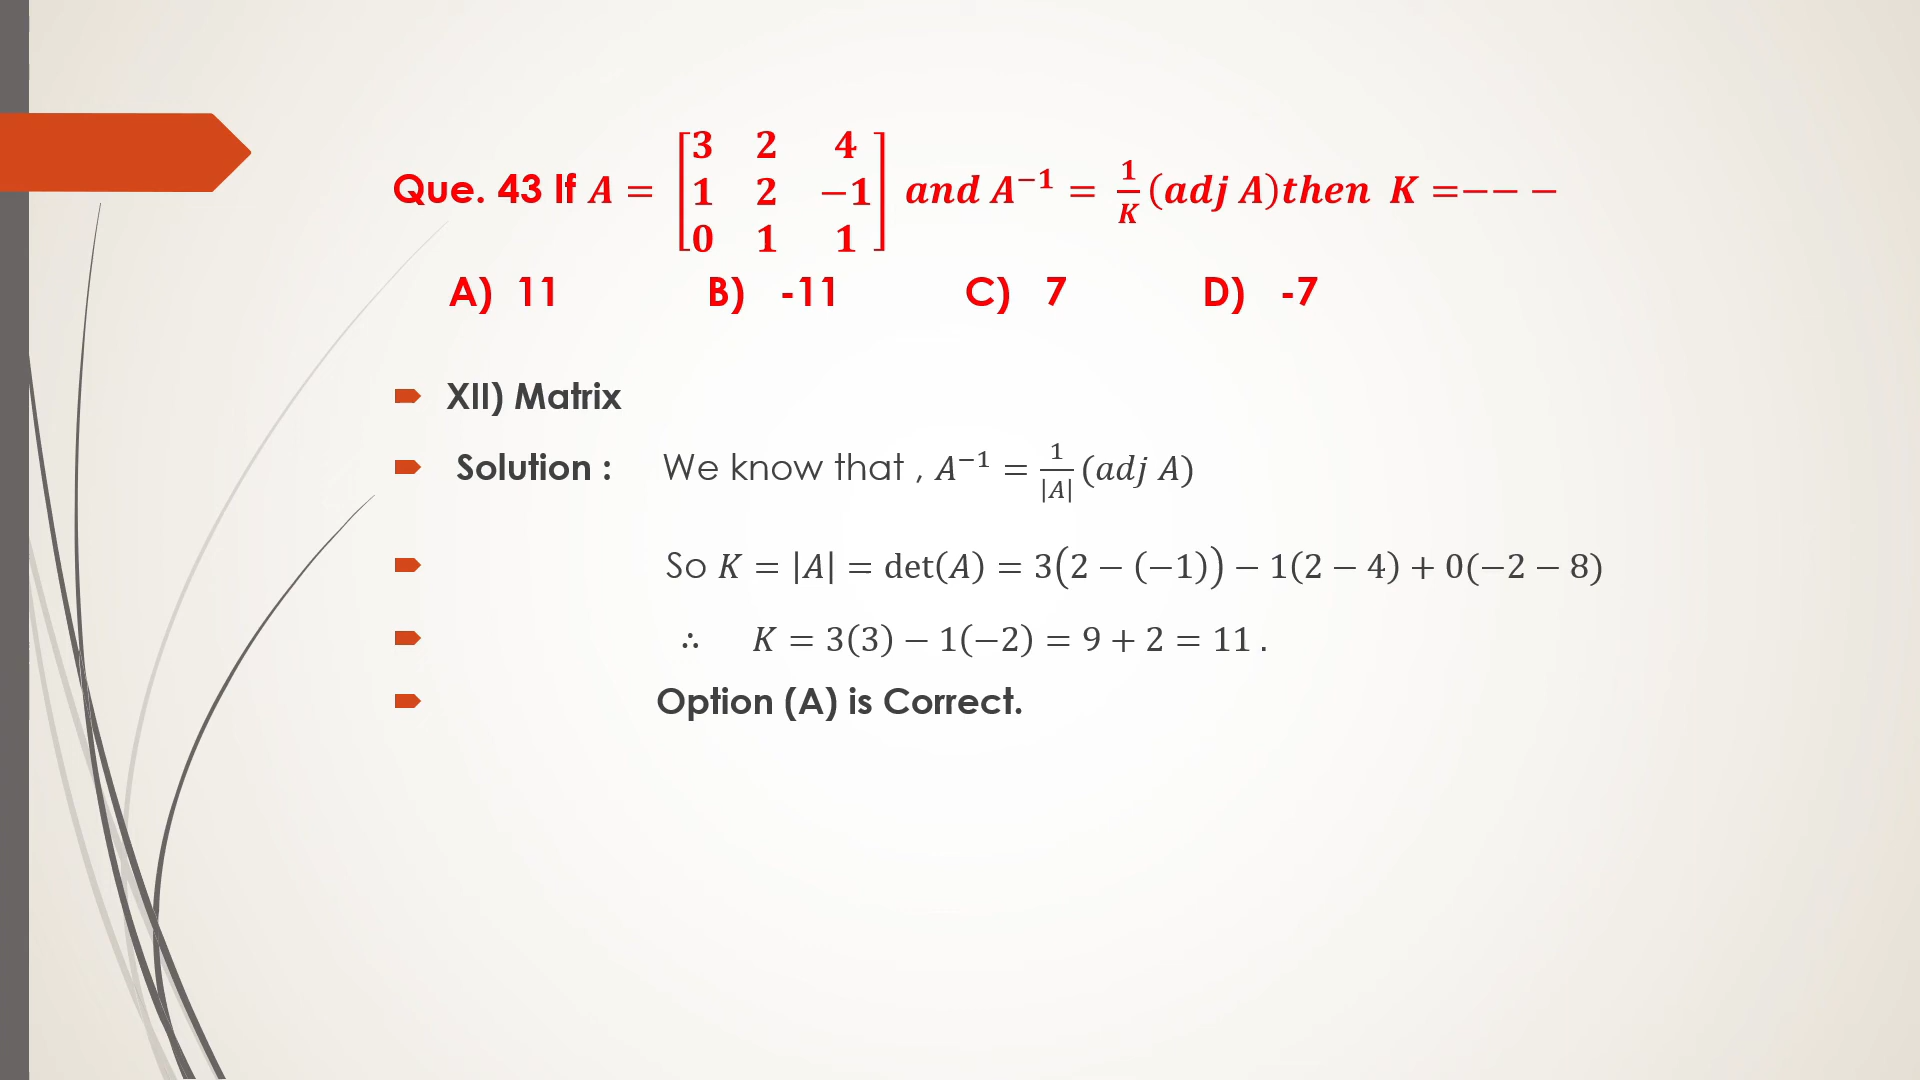 Que. 43 If A = [3 2 4; 1 2 −1; 0 1 1] and A⁻¹ = 1/K (adj A)then K =−− −
A) 11 B) -11 C) 7 D) -7
XII) Matrix
Solution : We know that , A⁻¹ = 1/|A| (adj A)
So K = |A| = det(A) = 3(2 − (−1)) − 1(2 − 4) + 0(−2 − 8)
∴ K = 3(3) − 1(−2) = 9 + 2 = 11 .
Option (A) is Correct.